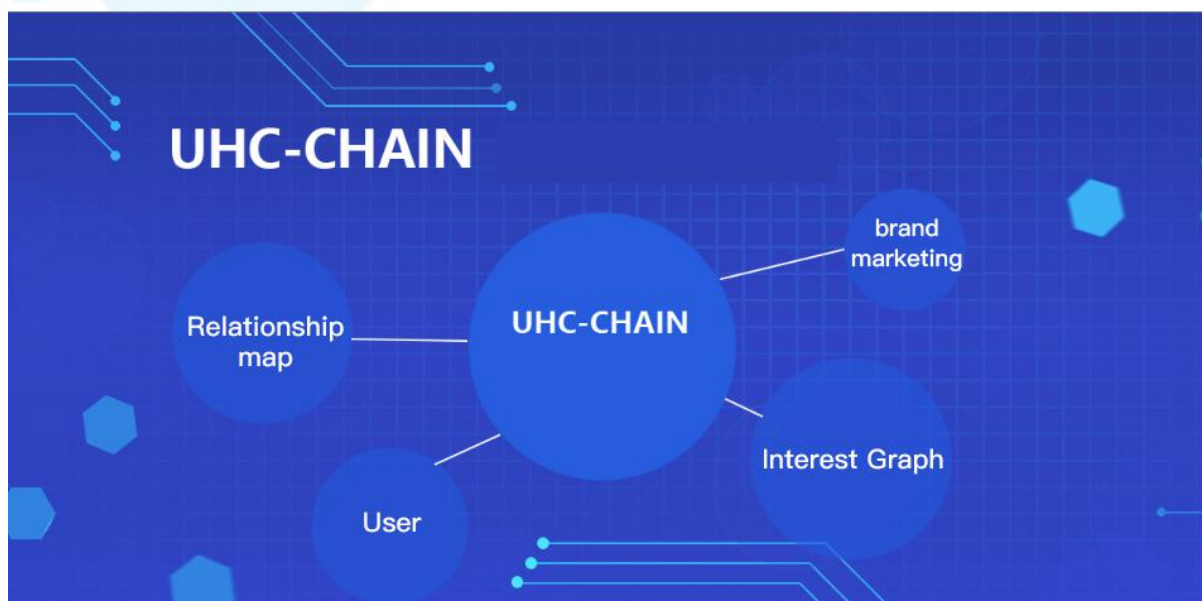 UHC-CHAIN
brand
marketing
UHC-CHAIN
Relationship
map
Interest Graph
User